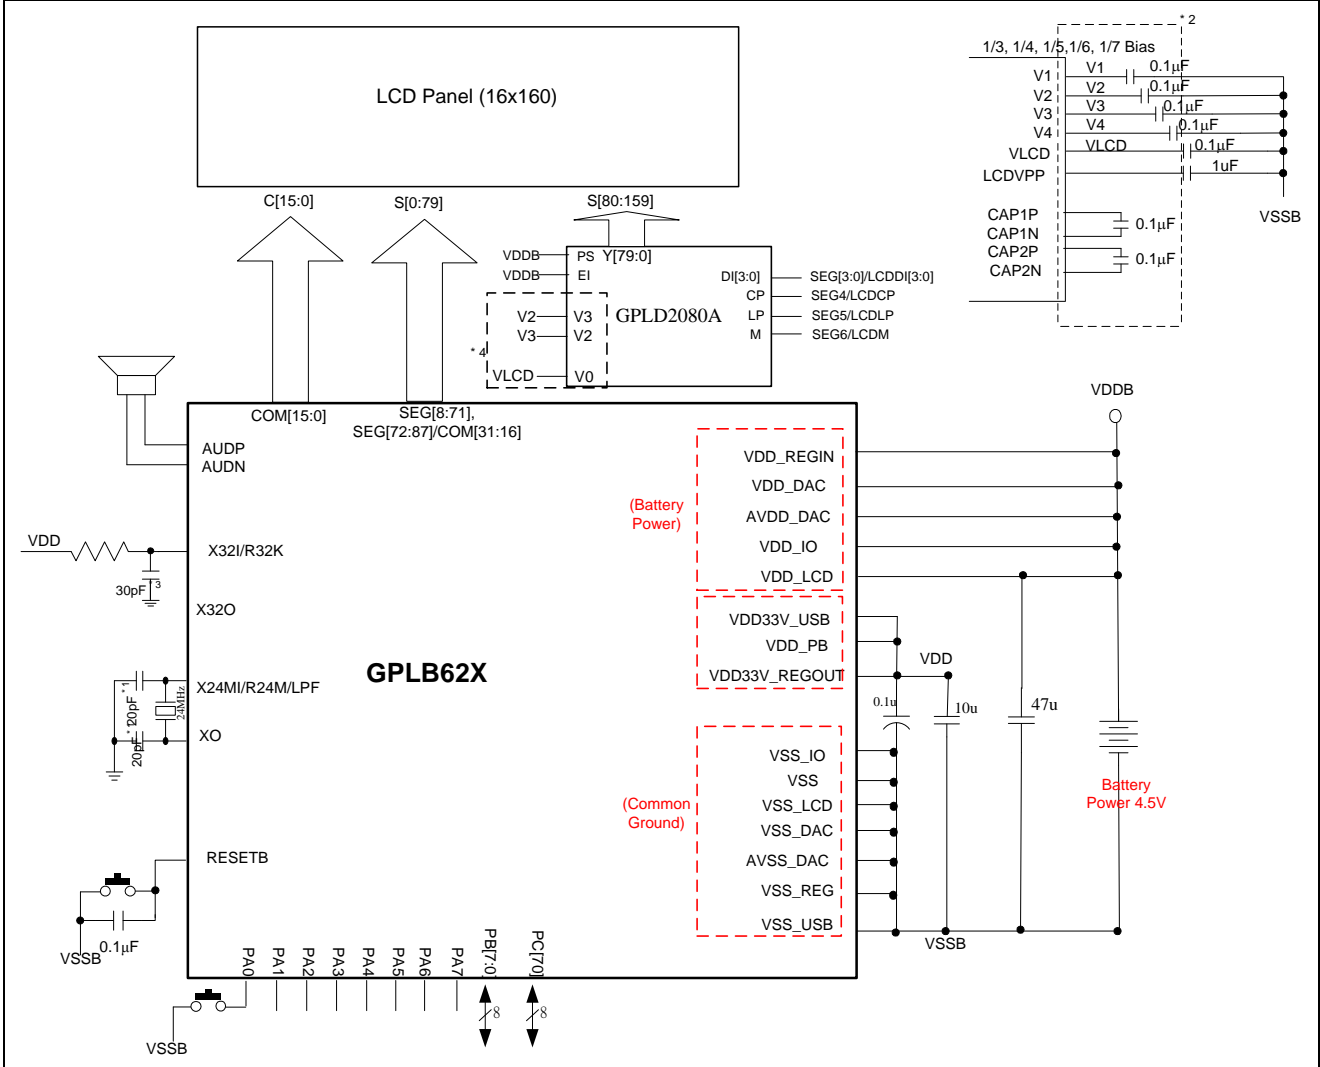 * 2
1/3, 1/4, 1/5,1/6, 1/7 Bias
LCD Panel (16x160)
V1 V1 0.1μF
V2 V2 0.1μF
V3 V3 0.1μF
V4 V4 0.1μF
VLCD VLCD 0.1μF
LCDVPP 1uF
VSSB
CAP1P
CAP1N 0.1μF
CAP2P
CAP2N 0.1μF
C[15:0] S[0:79] S[80:159]
VDDB PS Y[79:0]
VDDB EI
DI[3:0] SEG[3:0]/LCDDI[3:0]
CP SEG4/LCDCP
GPLD2080A
LP SEG5/LCDLP
M SEG6/LCDM
V2 V3
V3 V2
* 4
VLCD V0
COM[15:0] SEG[8:71],
SEG[72:87]/COM[31:16]
VDDB
AUDP
AUDN
VDD X32I/R32K
30pF * 3
X32O
X24MI/R24M/LPF
20pF *1
24MHz
20pF *1
XO
GPLB62X
RESETB
0.1μF
VSSB
(Battery
Power)
VDD_REGIN
VDD_DAC
AVDD_DAC
VDD_IO
VDD_LCD
VDD33V_USB
VDD_PB
VDD33V_REGOUT
VDD
0.1u 10u 47u
Battery
Power 4.5V
(Common
Ground)
VSS_IO
VSS
VSS_LCD
VSS_DAC
AVSS_DAC
VSS_REG
VSS_USB
VSSB
PA0 PA1 PA2 PA3 PA4 PA5 PA6 PA7 PB[7:0] PC[70]
8 8
VSSB